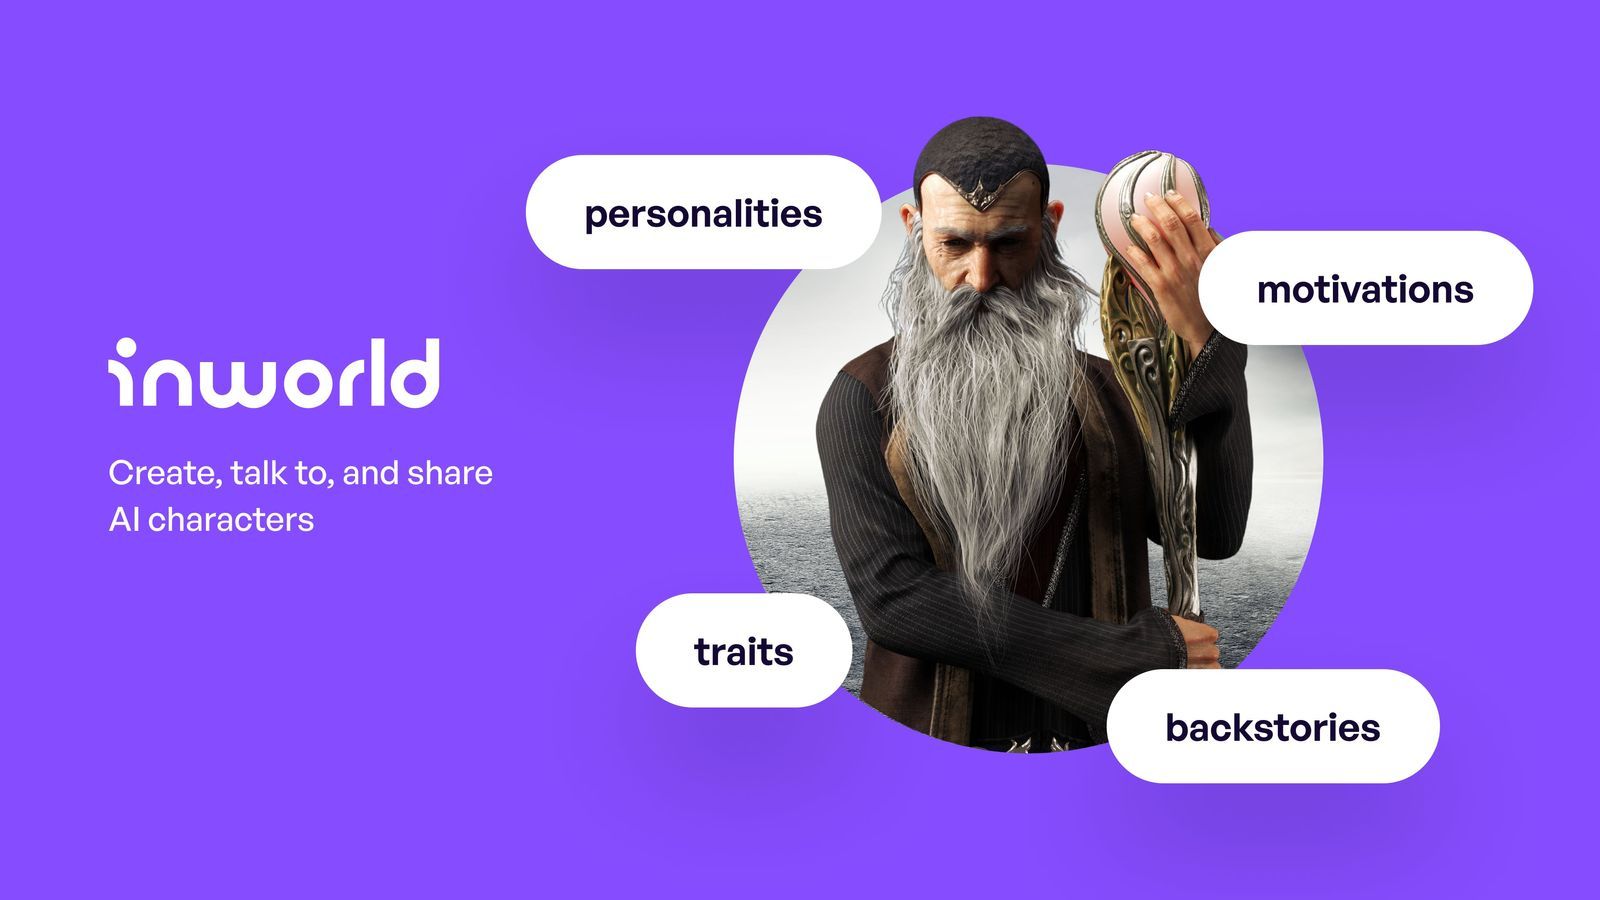 inworld
Create, talk to, and share
AI characters
personalities
motivations
traits
backstories